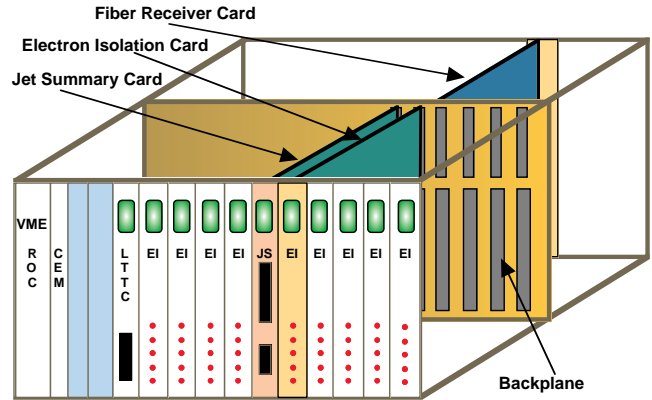 Fiber Receiver Card
Electron Isolation Card
Jet Summary Card
VME
ROC
CEM
LTTC
EI
EI
EI
EI
JS
EI
EI
EI
EI
EI
Backplane